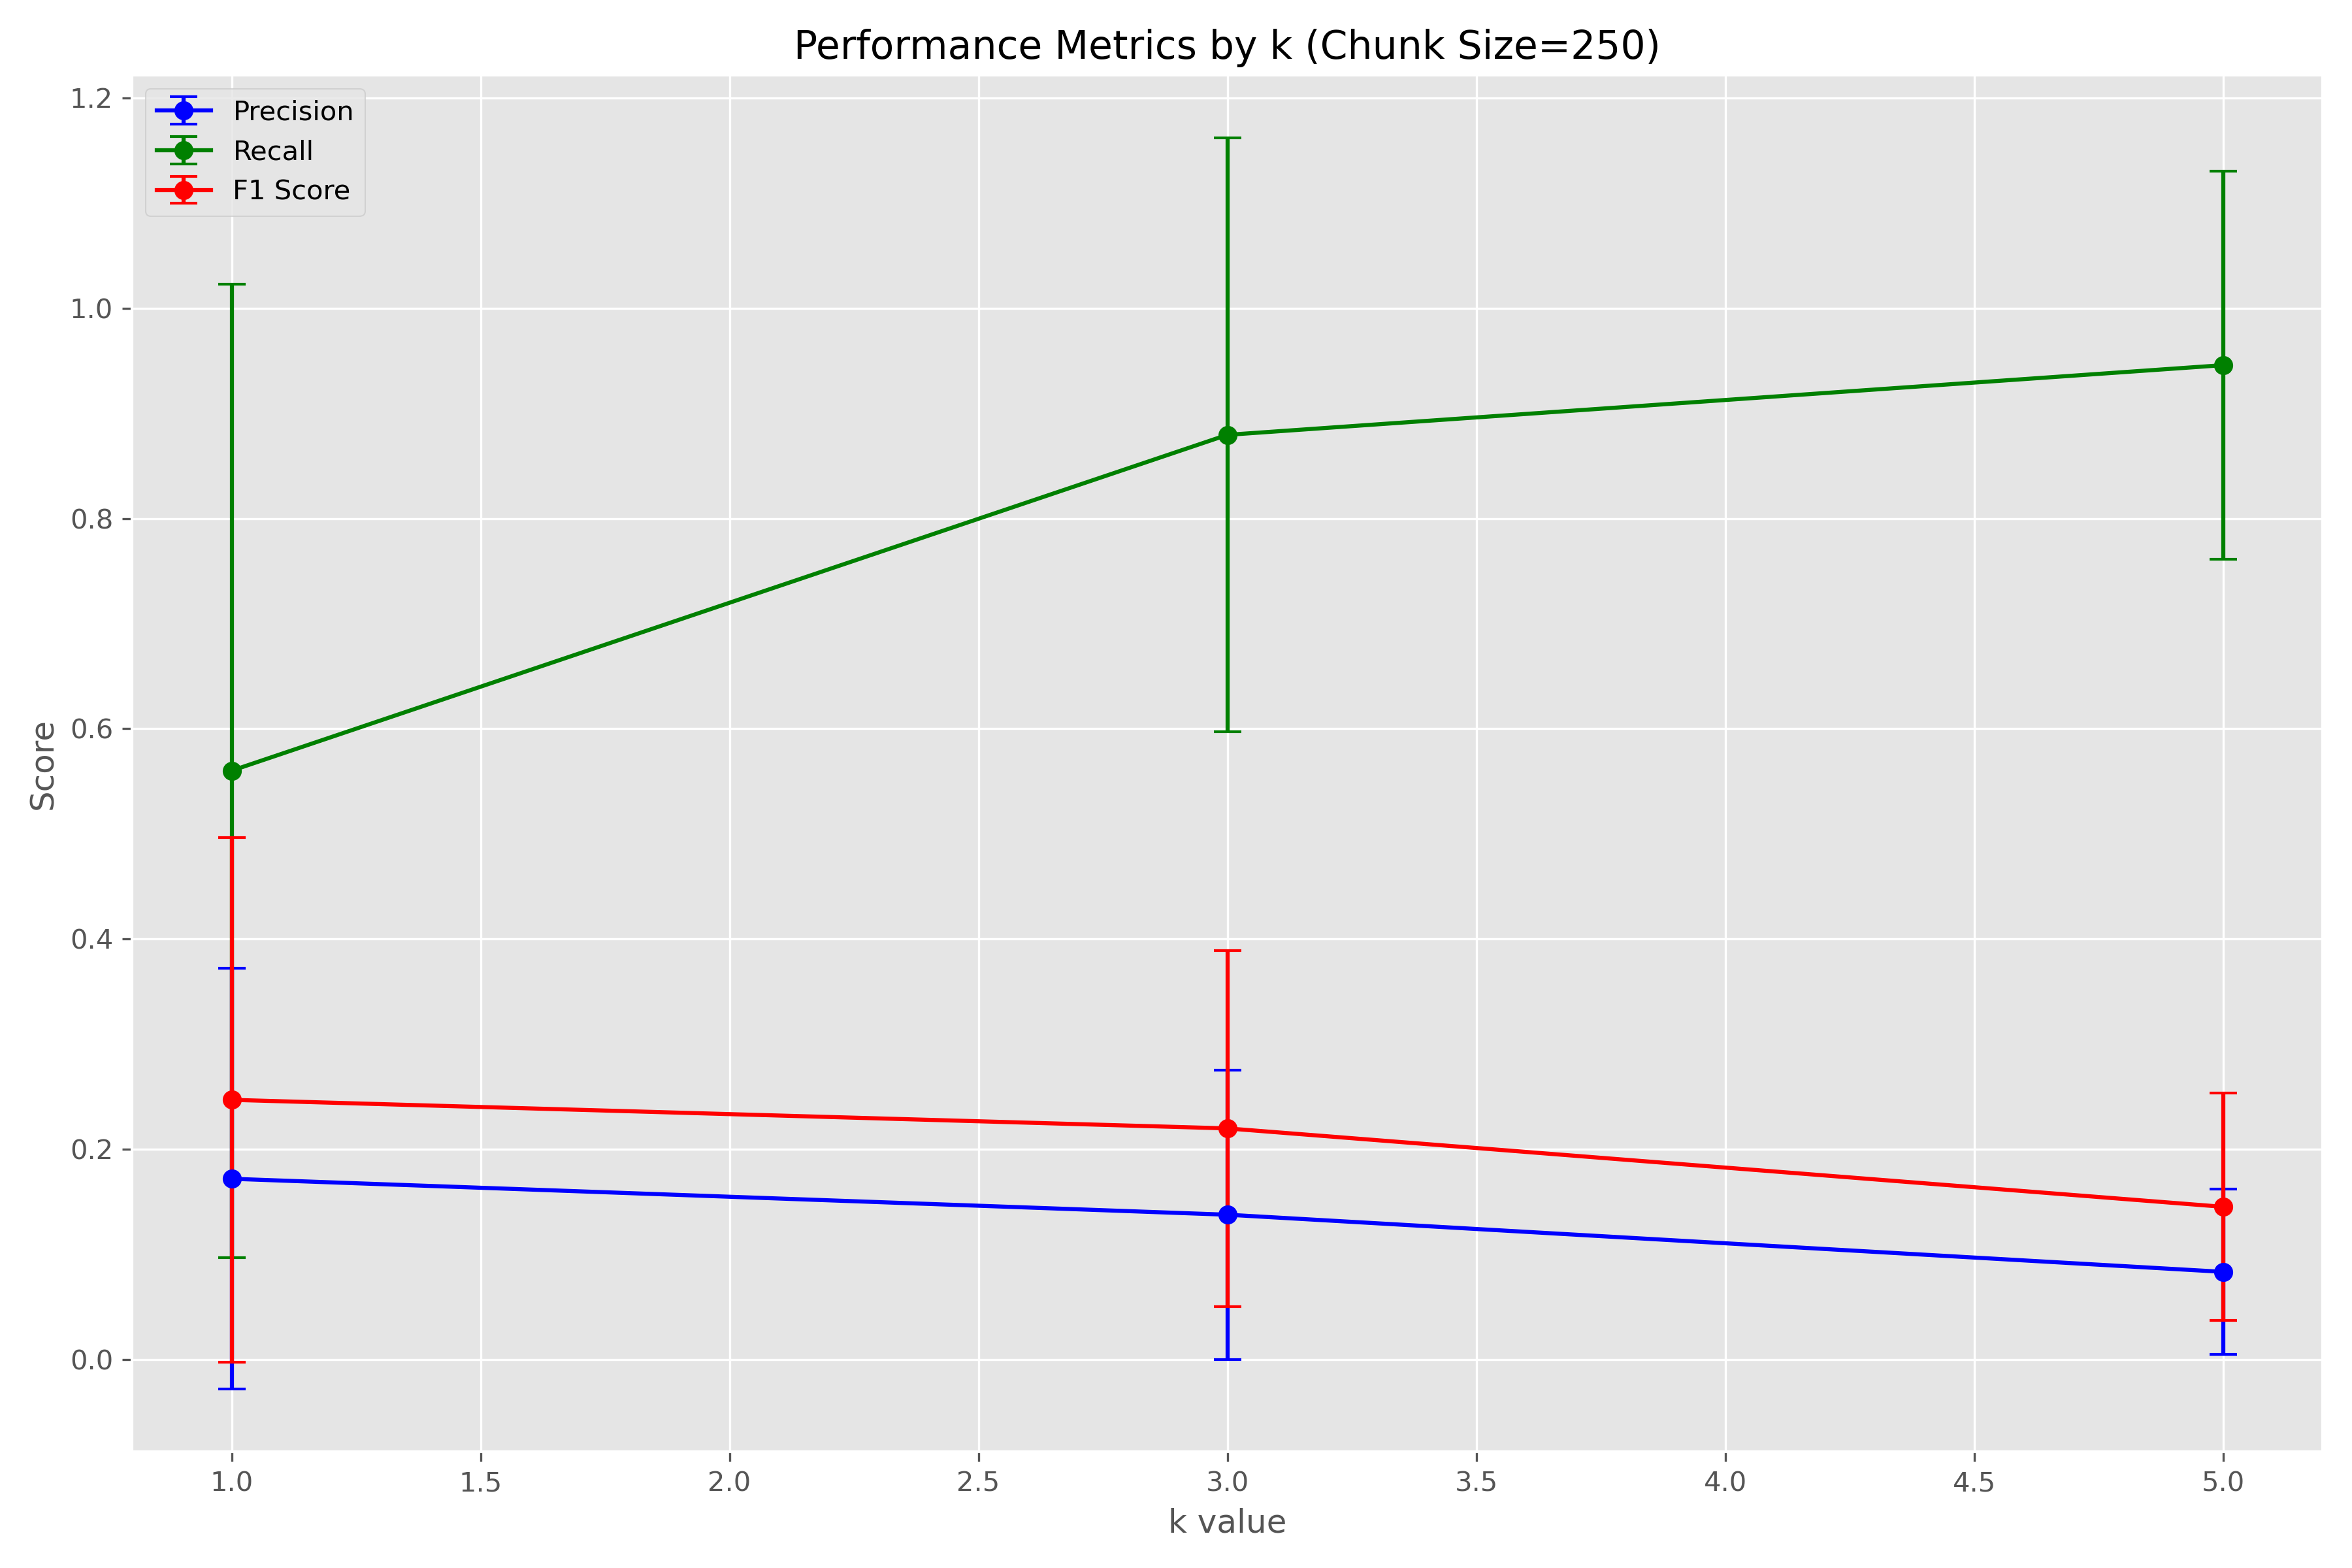 Performance Metrics by k (Chunk Size=250)
Precision
Recall
F1 Score
1.2
1.0
0.8
0.6
0.4
0.2
0.0
Score
1.0 1.5 2.0 2.5 3.0 3.5 4.0 4.5 5.0
k value